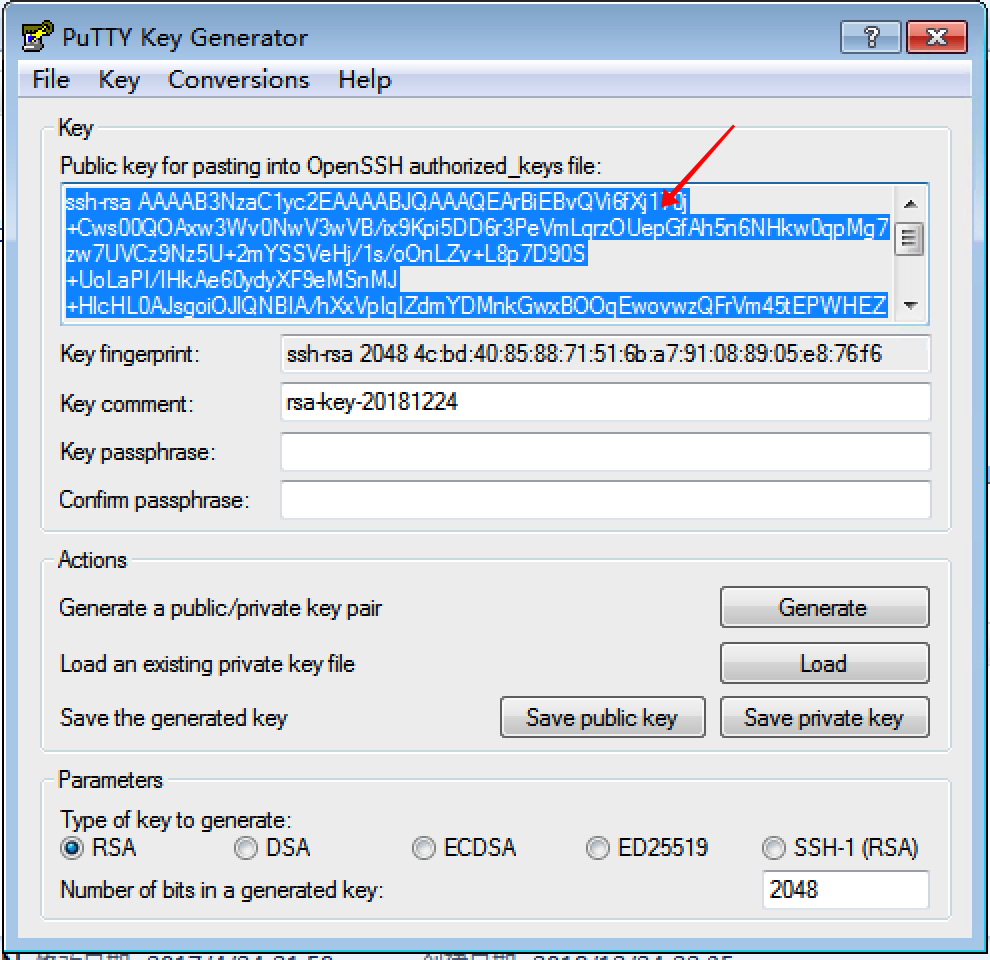 PuTTY Key Generator
File Key Conversions Help
Key
Public key for pasting into OpenSSH authorized_keys file:
ssh-rsa
+Cws00QOAxw3Wv0NwV3wVB/ix9Kpi5DD6r3PeVmLqrzOUepGfAh5n6NHkw0qpMg7
zw7UVCz9Nz5U+2mYSSVeHj/1s/oOnLZv+L8p7D90S
+UoLaPI/IHkAe60ydyXF9eMSnMJ
+HIcHL0AJsgoiOJIQNBIA/hXxVpIqIZdmYDMnkGwxBOOqEwovwzQFrVm45tEPWHEZ
Key fingerprint: ssh-rsa 2048 4c:bd:40:85:88:71:51:6b:a7:91:08:89:05:e8:76:f6
Key comment: rsa-key-20181224
Key passphrase:
Confirm passphrase:
Actions
Generate a public/private key pair Generate
Load an existing private key file Load
Save the generated key Save public key Save private key
Parameters
Type of key to generate:
RSA DSA ECDSA ED25519 SSH-1 (RSA)
Number of bits in a generated key: 2048